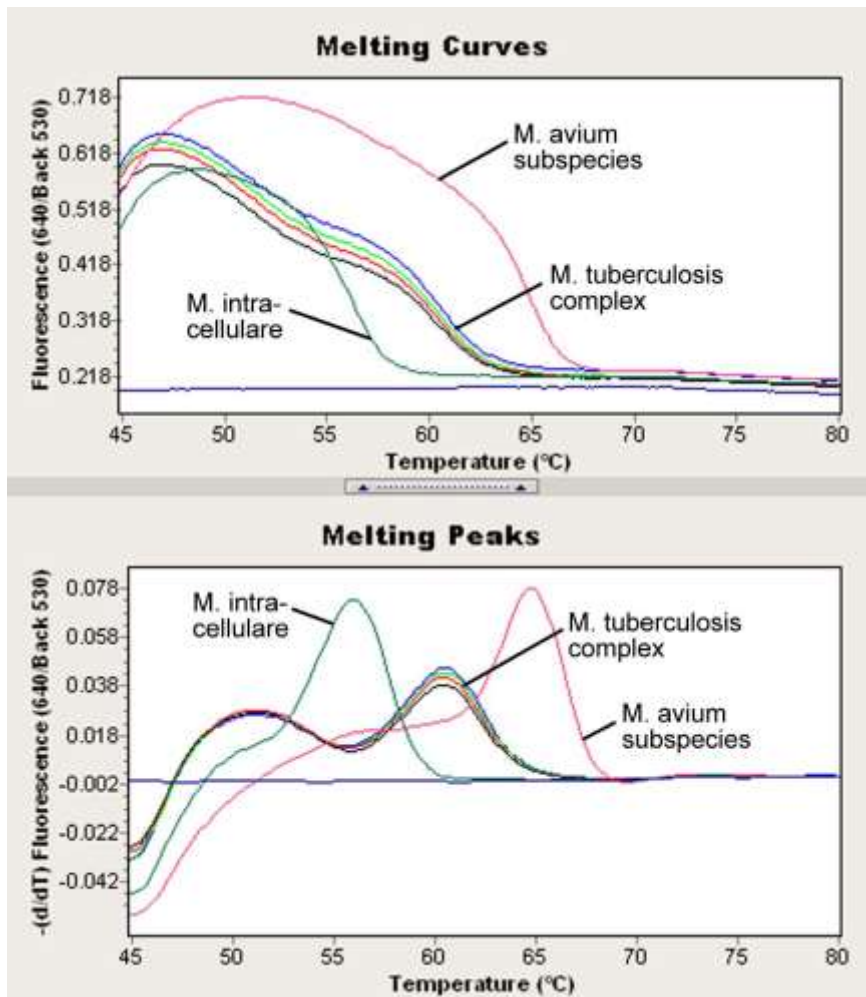 Melting Curves
Fluorescence (640/Back 530)
0.718
0.618
0.518
0.418
0.318
0.218
M. avium
subspecies
M. tuberculosis
complex
M. intra-
cellulare
45 50 55 60 65 70 75 80
Temperature (°C)
Melting Peaks
-(d/dT) Fluorescence (640/Back 530)
0.078
0.058
0.038
0.018
-0.002
-0.022
-0.042
M. intra-
cellulare
M. tuberculosis
complex
M. avium
subspecies
45 50 55 60 65 70 75 80
Temperature (°C)